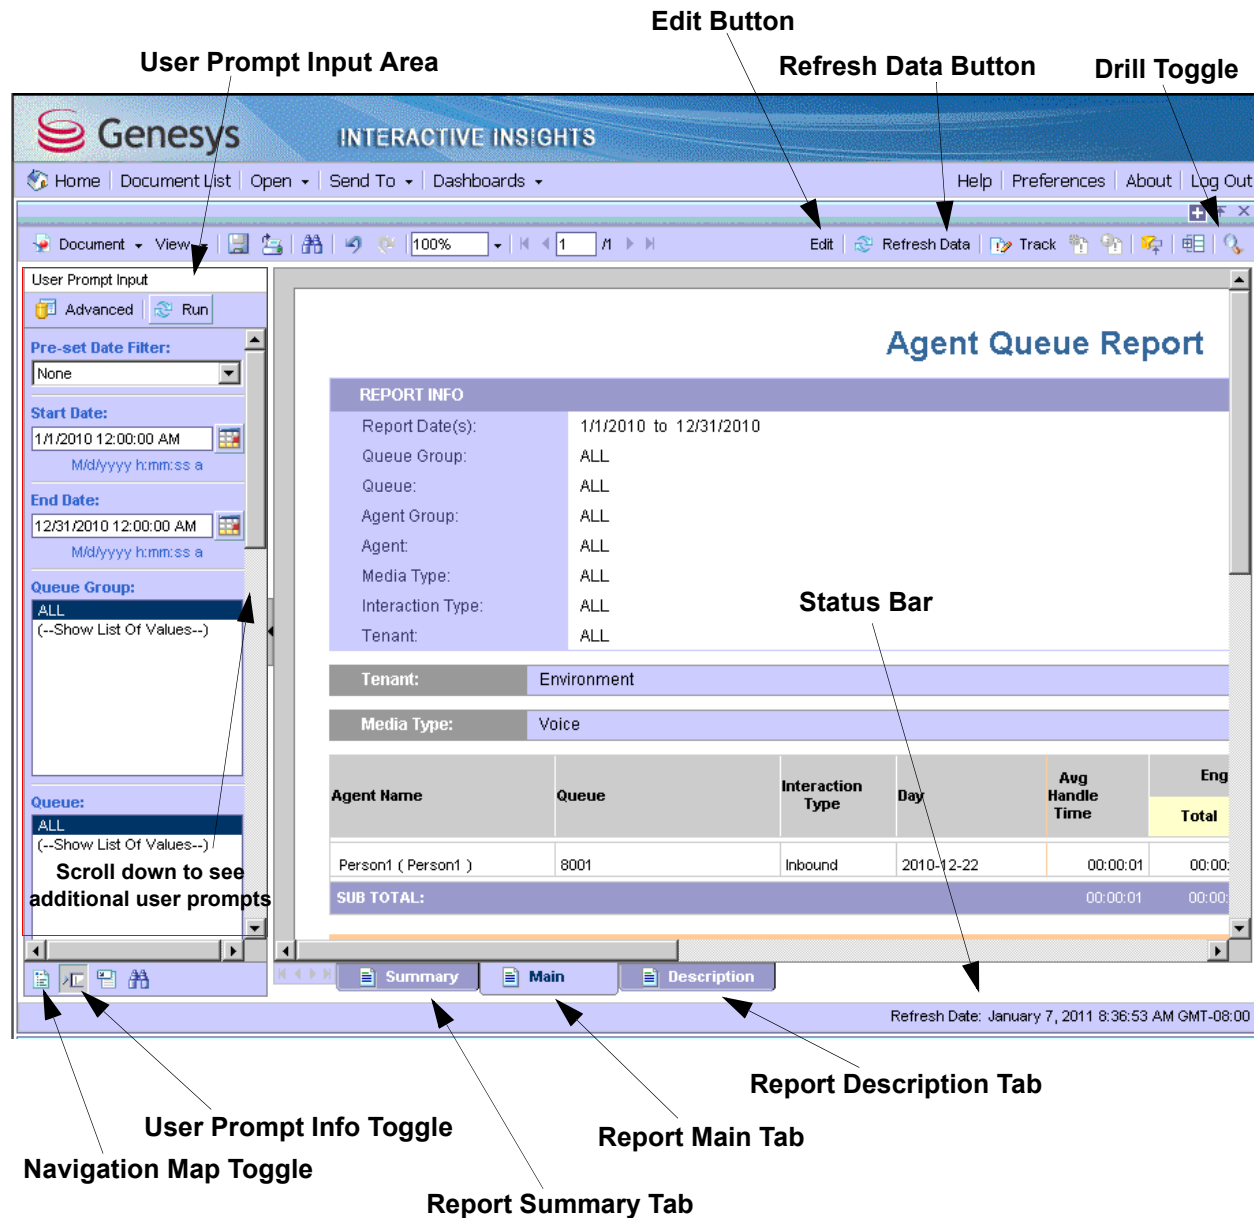 Edit Button
User Prompt Input Area
Refresh Data Button
Drill Toggle
Genesys
INTERACTIVE INSIGHTS
Home Document List Open Send To Dashboards Help Preferences About Log Out
Document View 100% 1 /1 Edit Refresh Data Track
User Prompt Input
Advanced Run
Pre-set Date Filter:
None
Start Date:
1/1/2010 12:00:00 AM
M/d/yyyy h:mm:ss a
End Date:
12/31/2010 12:00:00 AM
M/d/yyyy h:mm:ss a
Queue Group:
ALL
(--Show List Of Values--)
Queue:
ALL
(--Show List Of Values--)
Scroll down to see
additional user prompts
Agent Queue Report
REPORT INFO
Report Date(s): 1/1/2010 to 12/31/2010
Queue Group: ALL
Queue: ALL
Agent Group: ALL
Agent: ALL
Media Type: ALL
Interaction Type: ALL
Tenant: ALL
Status Bar
Tenant: Environment
Media Type: Voice
Agent Name Queue Interaction Type Day Avg Handle Time Eng
Total
Person1 ( Person1 ) 8001 Inbound 2010-12-22 00:00:01 00:00:
SUB TOTAL: 00:00:01 00:00:
Summary Main Description
Refresh Date: January 7, 2011 8:36:53 AM GMT-08:00
Report Description Tab
User Prompt Info Toggle
Report Main Tab
Navigation Map Toggle
Report Summary Tab